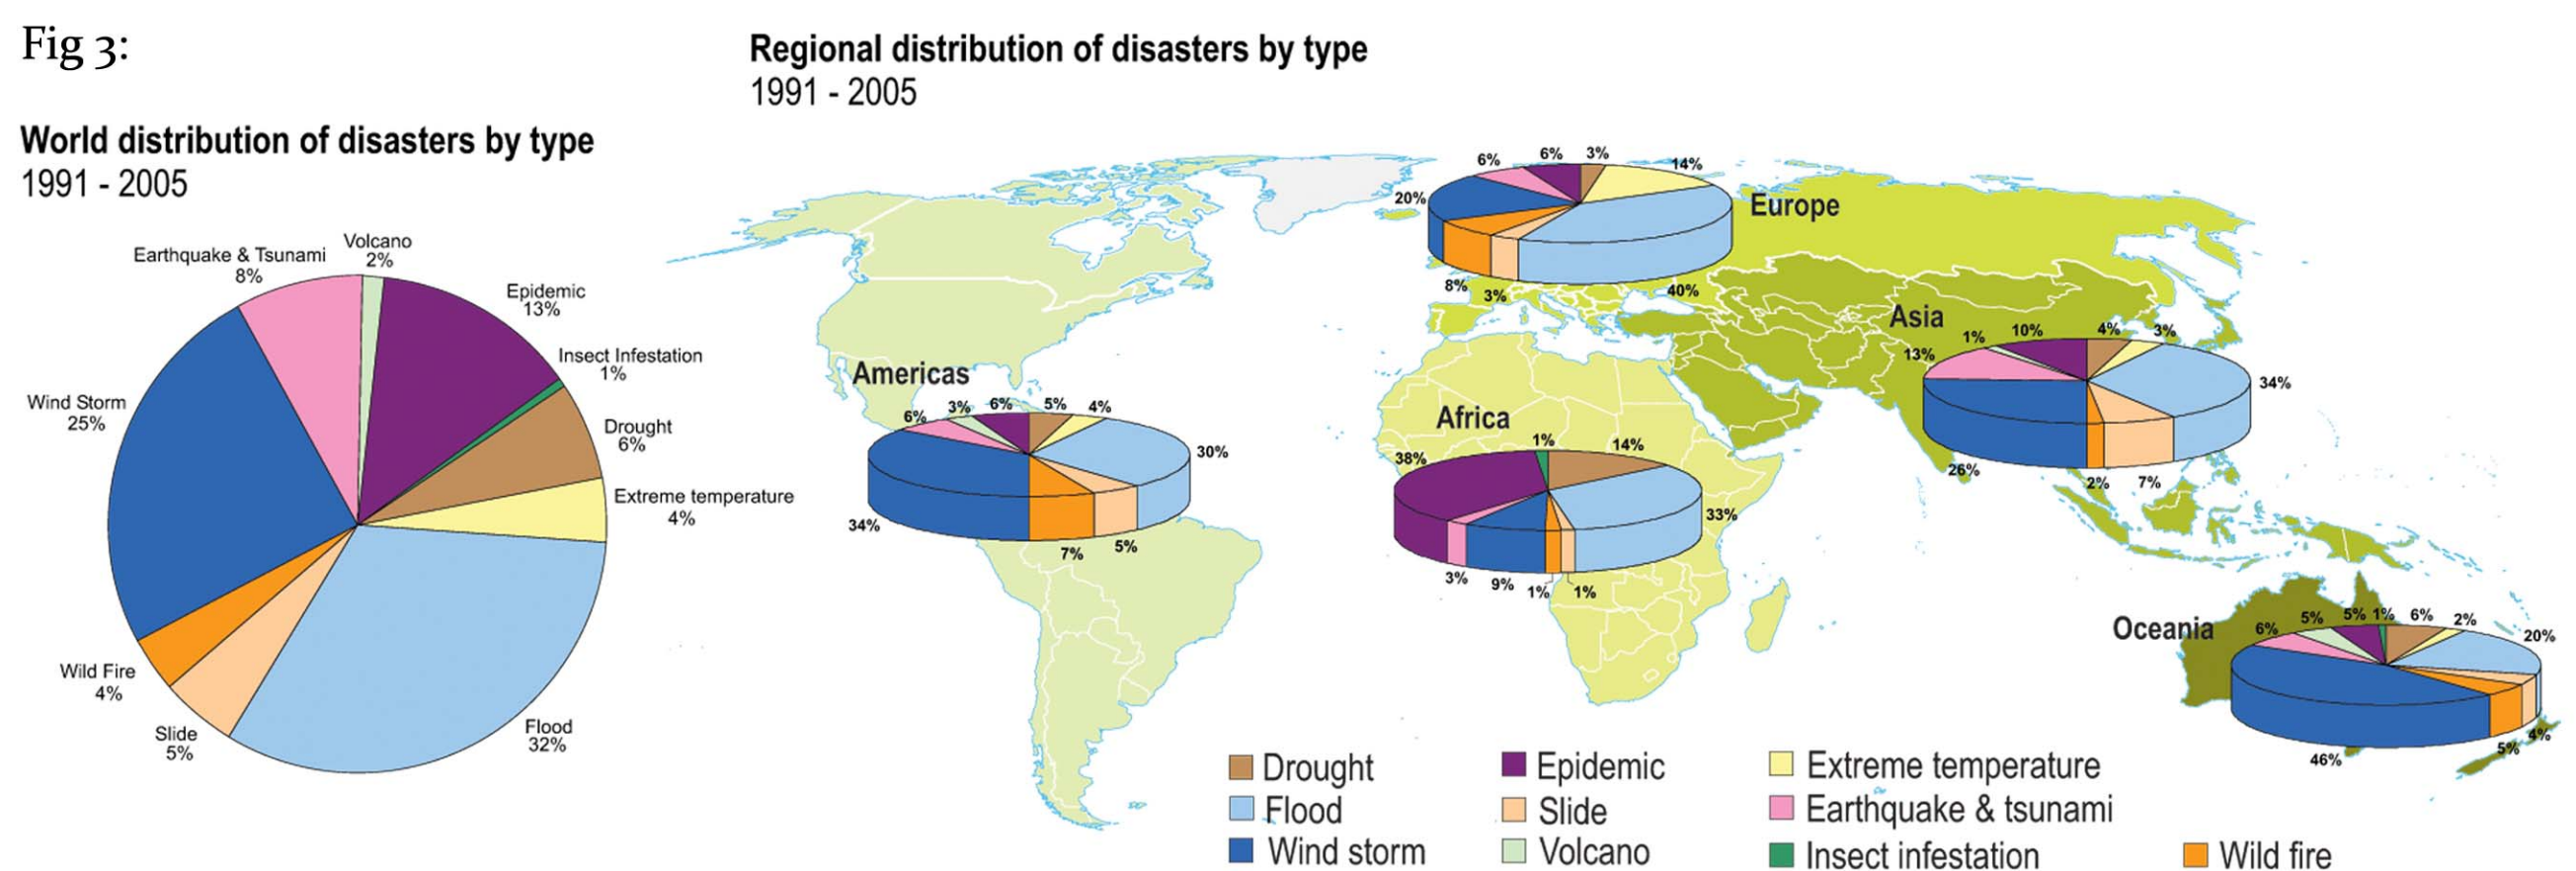 Fig 3:
World distribution of disasters by type
1991 - 2005
Earthquake & Tsunami
8%
Volcano
2%
Epidemic
13%
Insect Infestation
1%
Drought
6%
Extreme temperature
4%
Flood
32%
Slide
5%
Wild Fire
4%
Wind Storm
25%
Regional distribution of disasters by type
1991 - 2005
Europe
6%
6%
3%
14%
20%
8%
3%
40%
Asia
1%
10%
4%
3%
13%
34%
26%
2%
7%
Americas
6%
3%
6%
5%
4%
30%
34%
7%
5%
Africa
1%
14%
38%
33%
3%
9%
1%
1%
Oceania
6%
5%
5%
1%
6%
2%
20%
46%
5%
4%
Drought
Epidemic
Extreme temperature
Flood
Slide
Earthquake & tsunami
Wind storm
Volcano
Insect infestation
Wild fire